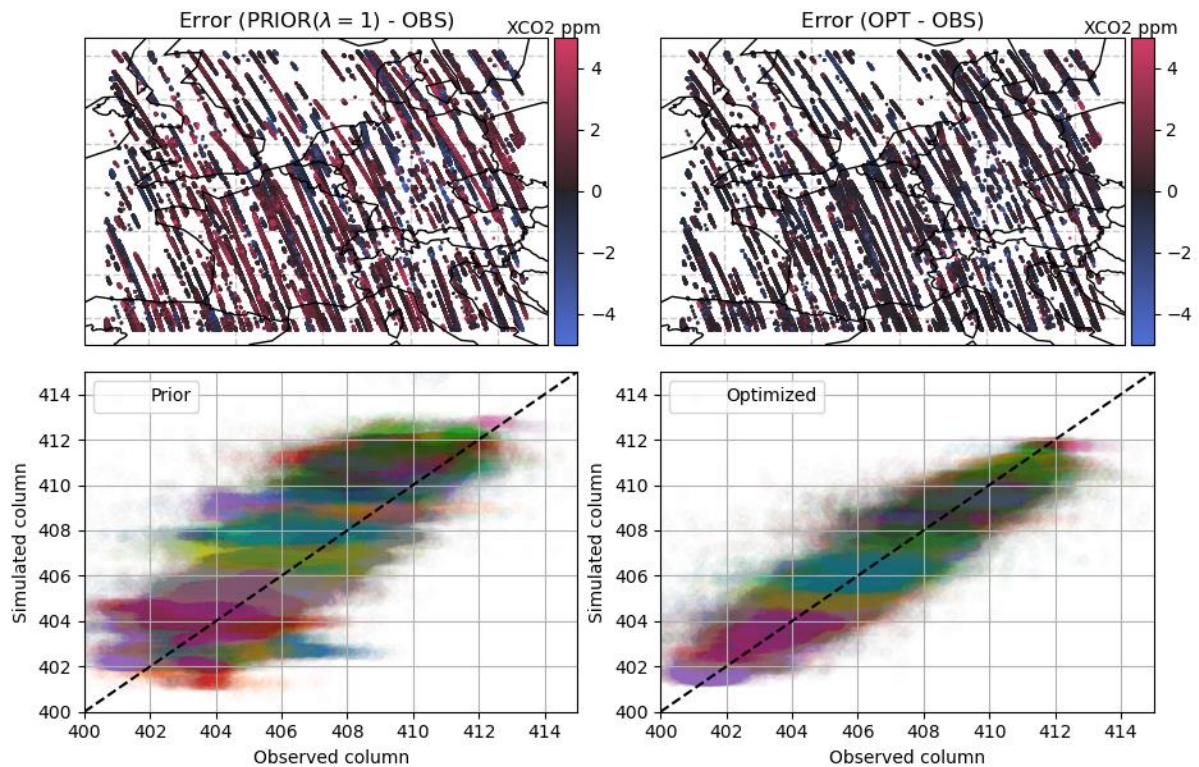 Error (PRIOR(λ = 1) - OBS)
XCO2 ppm
4
2
0
−2
−4
Error (OPT - OBS)
XCO2 ppm
4
2
0
−2
−4
Prior
414
412
410
408
406
404
402
400
Simulated column
400 402 404 406 408 410 412 414
Observed column
Optimized
414
412
410
408
406
404
402
400
Simulated column
400 402 404 406 408 410 412 414
Observed column